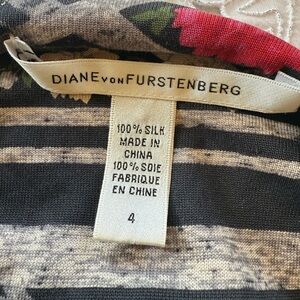 DIANE VON FURSTENBERG
100% SILK
MADE IN
CHINA
100% SOIE
FABRIQUE
EN CHINE
4